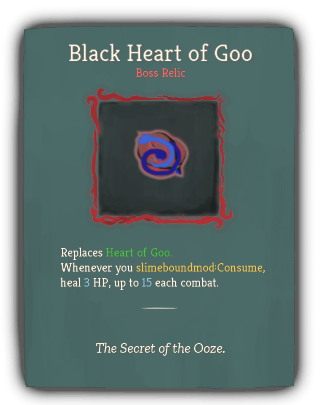 Black Heart of Goo
Boss Relic
Replaces Heart of Goo.
Whenever you slimeboundmod:Consume,
heal 3 HP, up to 15 each combat.
The Secret of the Ooze.